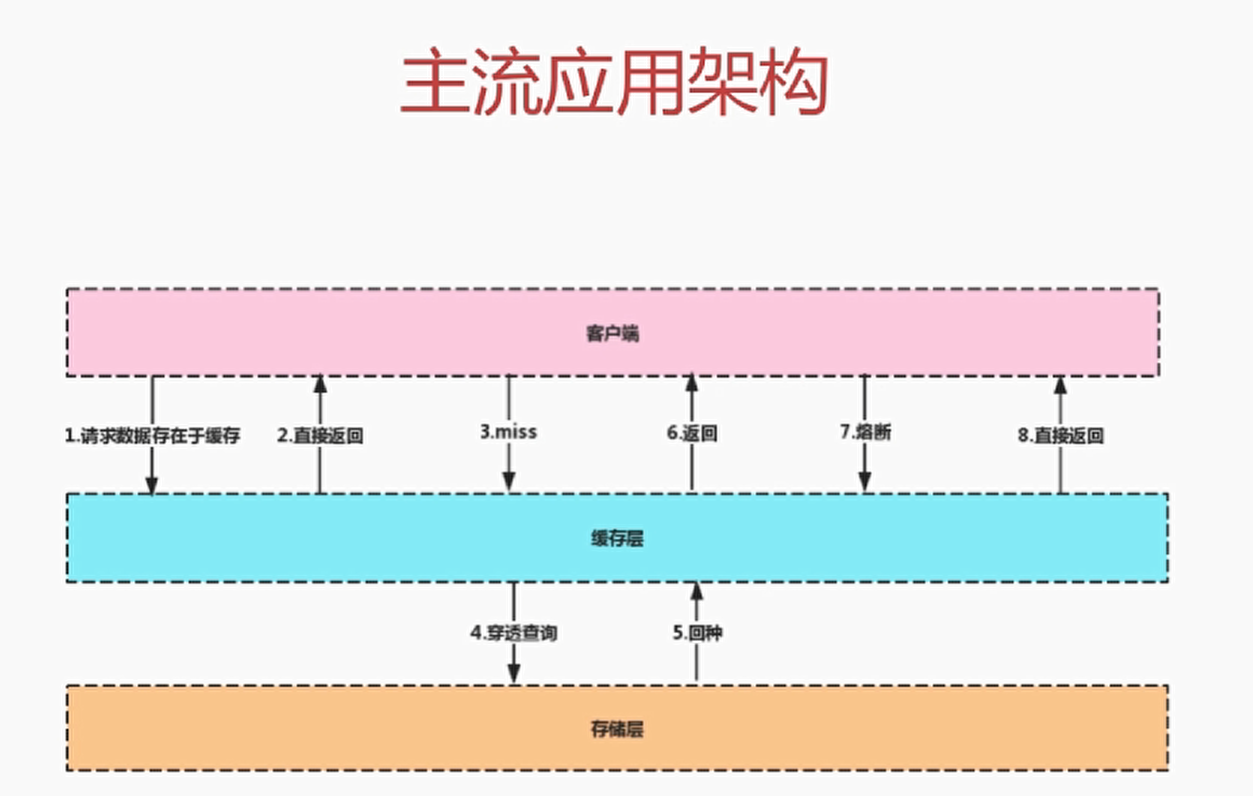 主流应用架构
客户端
1.请求数据存在于缓存
2.直接返回
3.miss
6.返回
7.熔断
8.直接返回
缓存层
4.穿透查询
5.回种
存储层